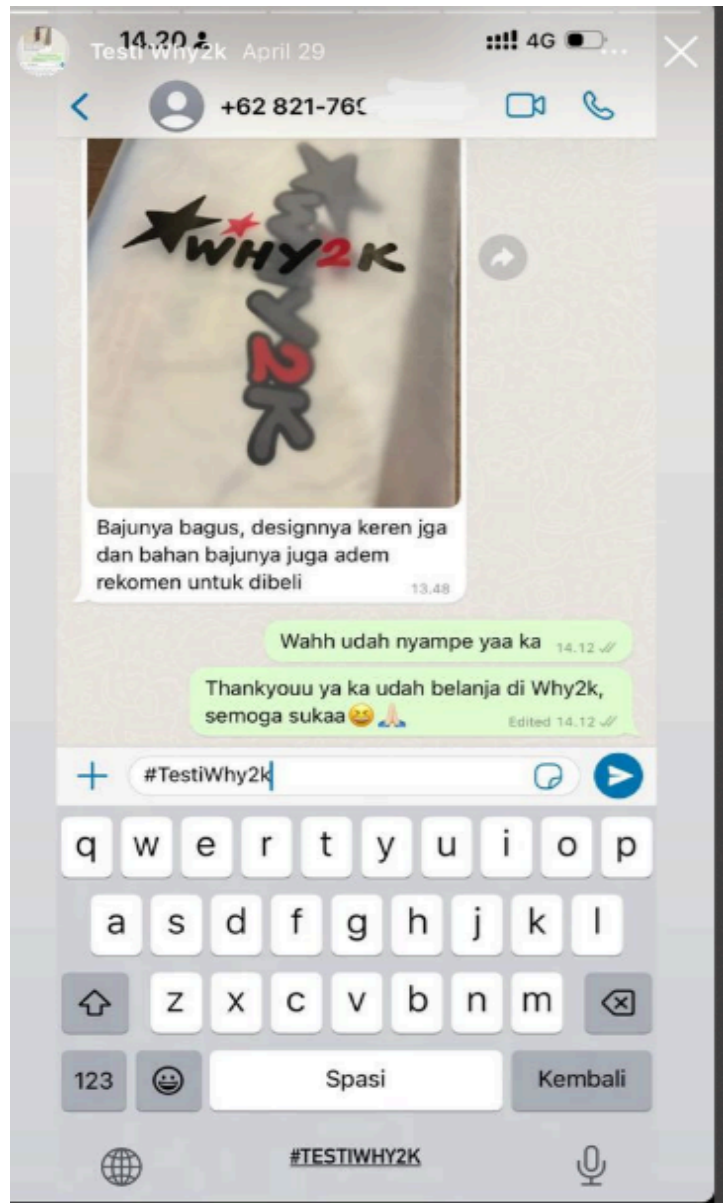 14.20
Testi Why2k April 29
4G
+62 821-769
WHY2K
WHY2K
Bajunya bagus, designnya keren jga
dan bahan bajunya juga adem
rekomen untuk dibeli
13.48
Wahh udah nyampe yaa ka 14.12
Thankyouu ya ka udah belanja di Why2k,
semoga sukaa😆🙏🏻
Edited 14.12
#TestiWhy2k
q w e r t y u i o p
a s d f g h j k l
z x c v b n m
123 Spasi Kembali
#TESTIWHY2K